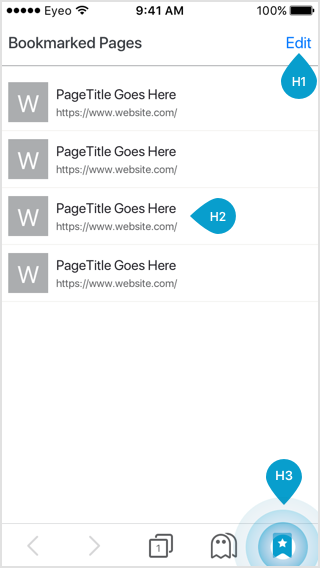 Eyeo 9:41 AM 100%
Bookmarked Pages Edit
H1
W PageTitle Goes Here
https://www.website.com/
W PageTitle Goes Here
https://www.website.com/
W PageTitle Goes Here
https://www.website.com/
H2
W PageTitle Goes Here
https://www.website.com/
H3
1